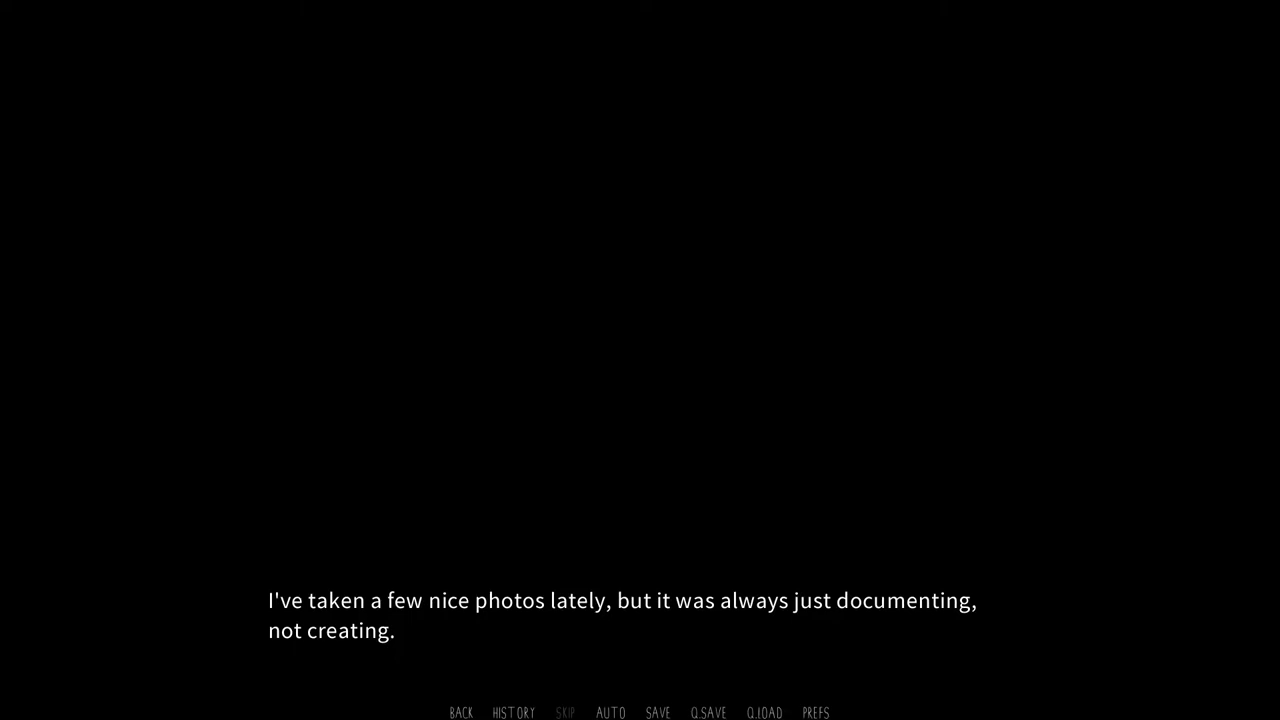 I've taken a few nice photos lately, but it was always just documenting,
not creating.
BACK HISTORY SKIP AUTO SAVE Q.SAVE Q.LOAD PREFS